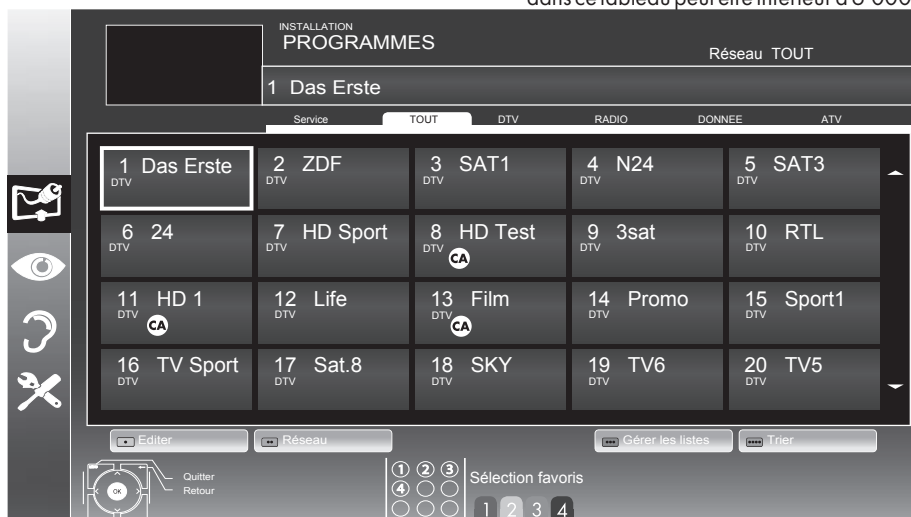 INSTALLATION
PROGRAMMES
Réseau TOUT
1 Das Erste
Service TOUT DTV RADIO DONNEE ATV
1 Das Erste 2 ZDF 3 SAT1 4 N24 5 SAT3
DTV DTV DTV DTV DTV
6 24 7 HD Sport 8 HD Test 9 3sat 10 RTL
DTV DTV DTV DTV DTV
CA
11 HD 1 12 Life 13 Film 14 Promo 15 Sport1
DTV DTV DTV DTV DTV
CA CA
16 TV Sport 17 Sat.8 18 SKY 19 TV6 20 TV5
DTV DTV DTV DTV DTV
Editer Réseau Gérer les listes Trier
Quitter
Retour
OK
1 2 3
4
Sélection favoris
1 2 3 4